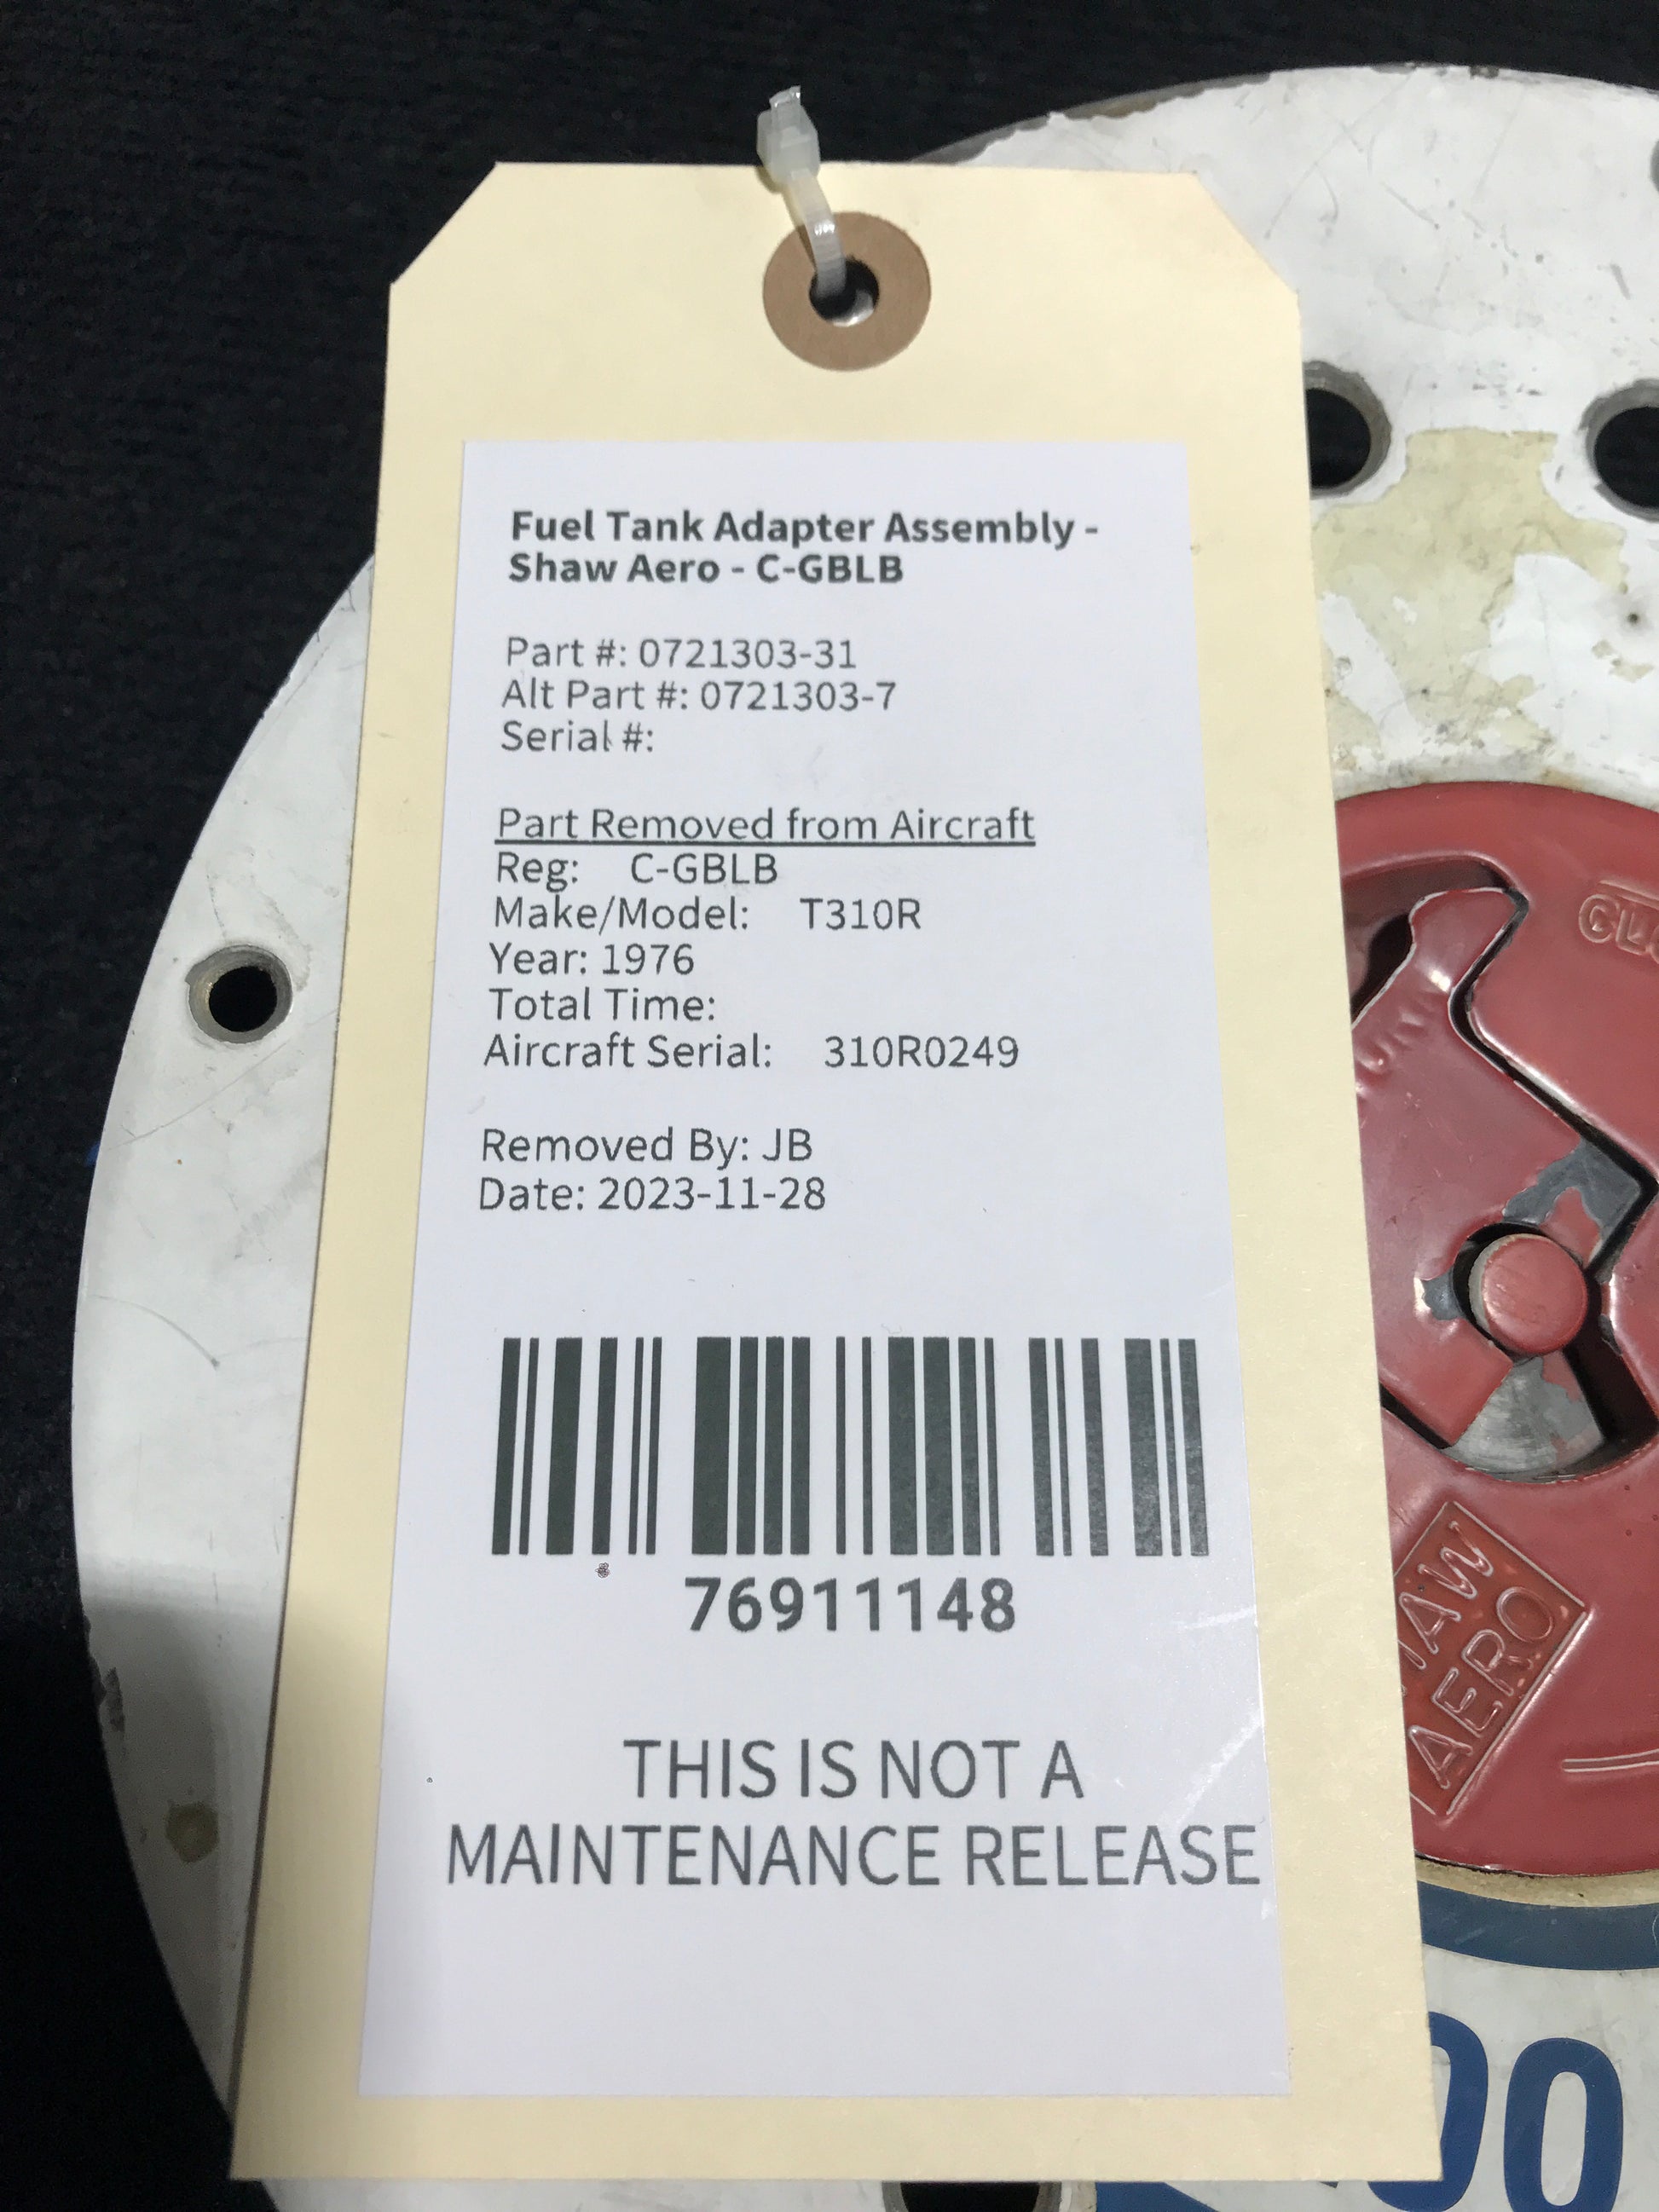 Fuel Tank Adapter Assembly -
Shaw Aero - C-GBLB
Part #: 0721303-31
Alt Part #: 0721303-7
Serial #:
Part Removed from Aircraft
Reg: C-GBLB
Make/Model: T310R
Year: 1976
Total Time:
Aircraft Serial: 310R0249
Removed By: JB
Date: 2023-11-28
76911148
THIS IS NOT A
MAINTENANCE RELEASE
AERO